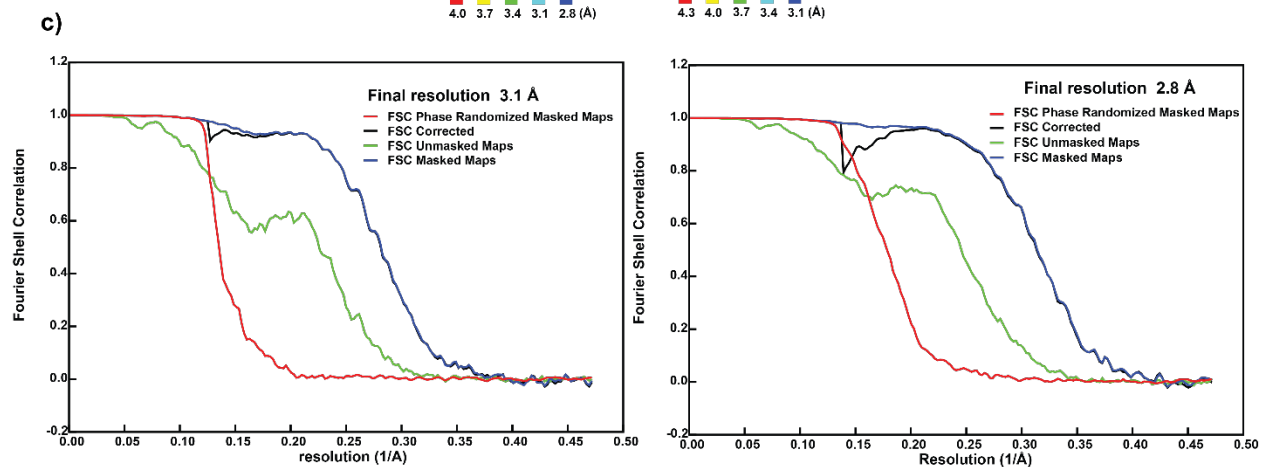 4.0 3.7 3.4 3.1 2.8 (Å)
4.3 4.0 3.7 3.4 3.1 (Å)
c)
Final resolution 3.1 Å
FSC Phase Randomized Masked Maps
FSC Corrected
FSC Unmasked Maps
FSC Masked Maps
Fourier Shell Correlation
1.2
1.0
0.8
0.6
0.4
0.2
0.0
-0.2
0.00 0.05 0.10 0.15 0.20 0.25 0.30 0.35 0.40 0.45 0.50
resolution (1/A)
Final resolution 2.8 Å
FSC Phase Randomized Masked Maps
FSC Corrected
FSC Unmasked Maps
FSC Masked Maps
Fourier Shell Correlation
1.2
1.0
0.8
0.6
0.4
0.2
0.0
-0.2
0.00 0.05 0.10 0.15 0.20 0.25 0.30 0.35 0.40 0.45 0.50
Resolution (1/Å)